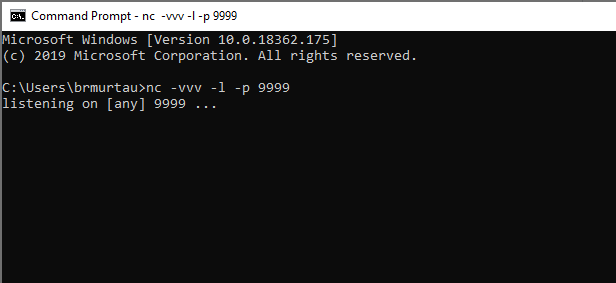 Command Prompt - nc -vvv -l -p 9999
Microsoft Windows [Version 10.0.18362.175]
(c) 2019 Microsoft Corporation. All rights reserved.
C:\Users\brmurtau>nc -vvv -l -p 9999
listening on [any] 9999 ...